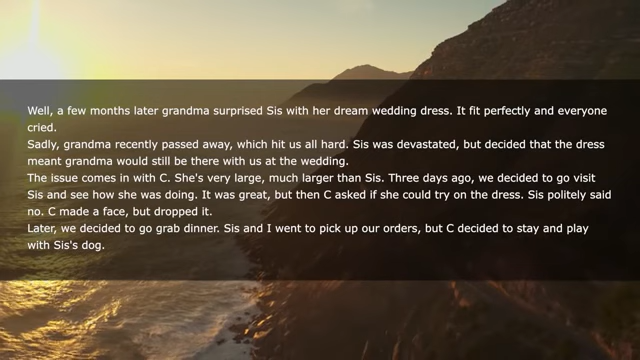 Well, a few months later grandma surprised Sis with her dream wedding dress. It fit perfectly and everyone
cried.
Sadly, grandma recently passed away, which hit us all hard. Sis was devastated, but decided that the dress
meant grandma would still be there with us at the wedding.
The issue comes in with C. She's very large, much larger than Sis. Three days ago, we decided to go visit
Sis and see how she was doing. It was great, but then C asked if she could try on the dress. Sis politely said
no. C made a face, but dropped it.
Later, we decided to go grab dinner. Sis and I went to pick up our orders, but C decided to stay and play
with Sis's dog.